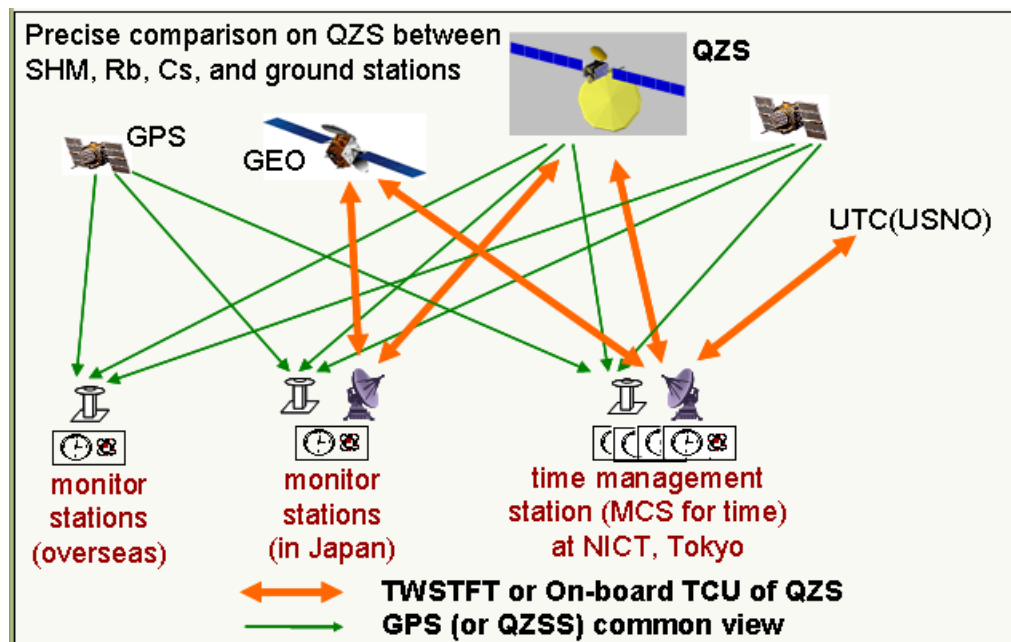 Precise comparison on QZS between
SHM, Rb, Cs, and ground stations
QZS
GPS
GEO
UTC(USNO)
monitor
stations
(overseas)
monitor
stations
(in Japan)
time management
station (MCS for time)
at NICT, Tokyo
TWSTFT or On-board TCU of QZS
GPS (or QZSS) common view